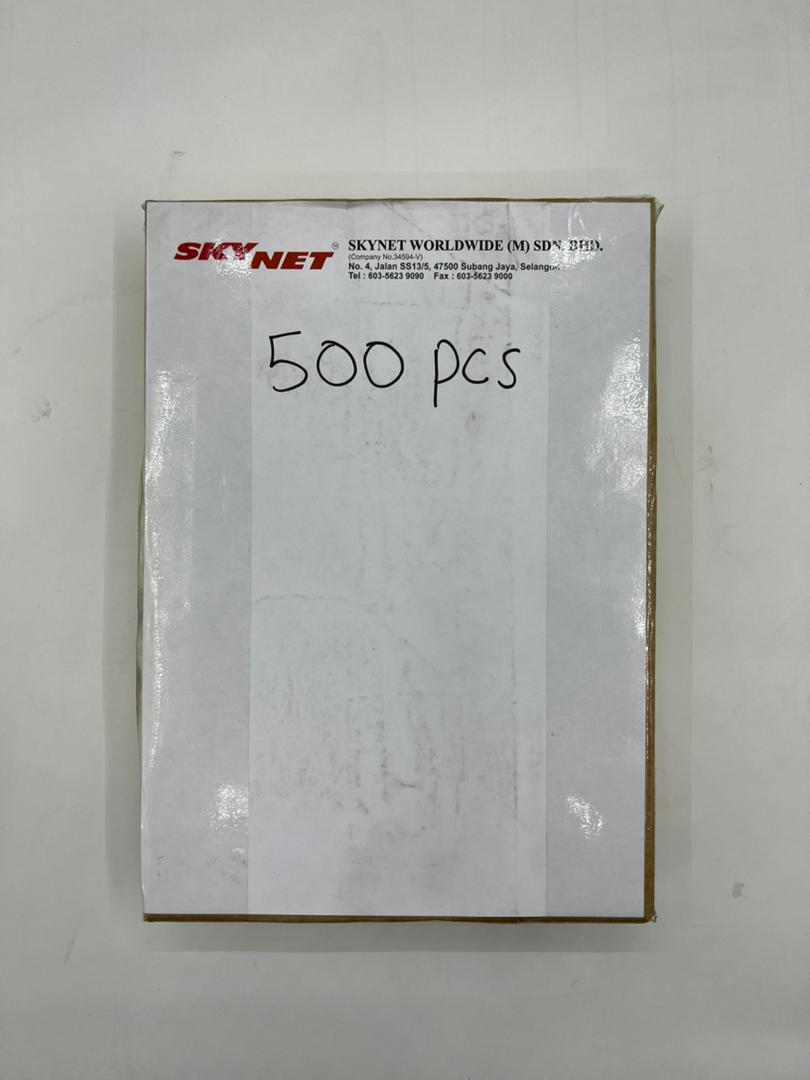 SKYNET
SKYNET WORLDWIDE (M) SDN. BHD.
(Company No.34594-V)
No. 4, Jalan SS13/5, 47500 Subang Jaya, Selangor.
Tel : 603-5623 9090 Fax : 603-5623 9000
500 pcs